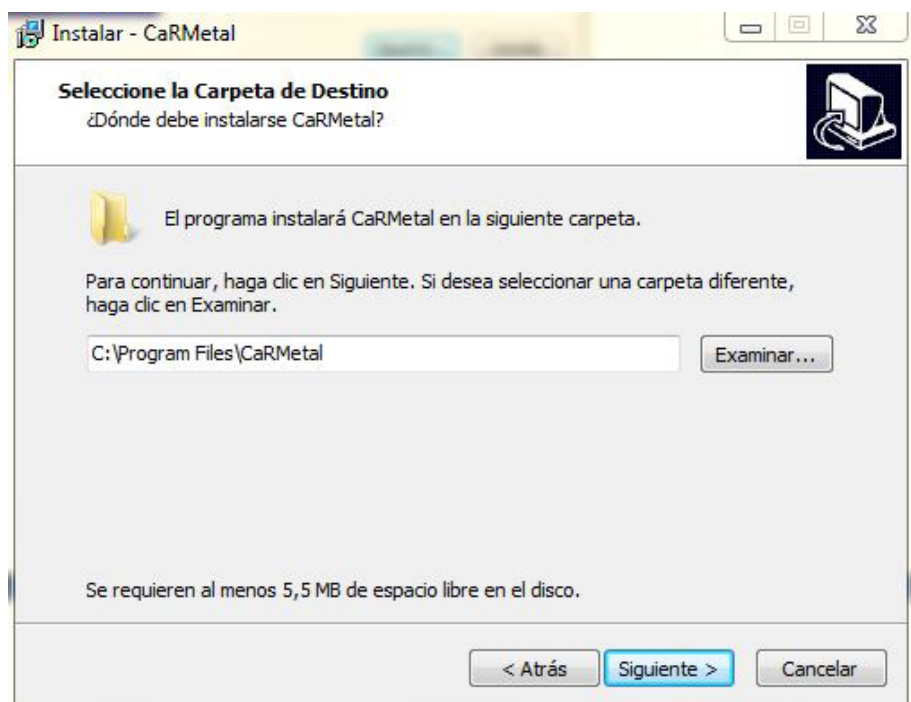 Instalar - CaRMetal
Seleccione la Carpeta de Destino
¿Dónde debe instalarse CaRMetal?
El programa instalará CaRMetal en la siguiente carpeta.
Para continuar, haga clic en Siguiente. Si desea seleccionar una carpeta diferente,
haga clic en Examinar.
C:\Program Files\CaRMetal
Examinar...
Se requieren al menos 5,5 MB de espacio libre en el disco.
< Atrás
Siguiente >
Cancelar